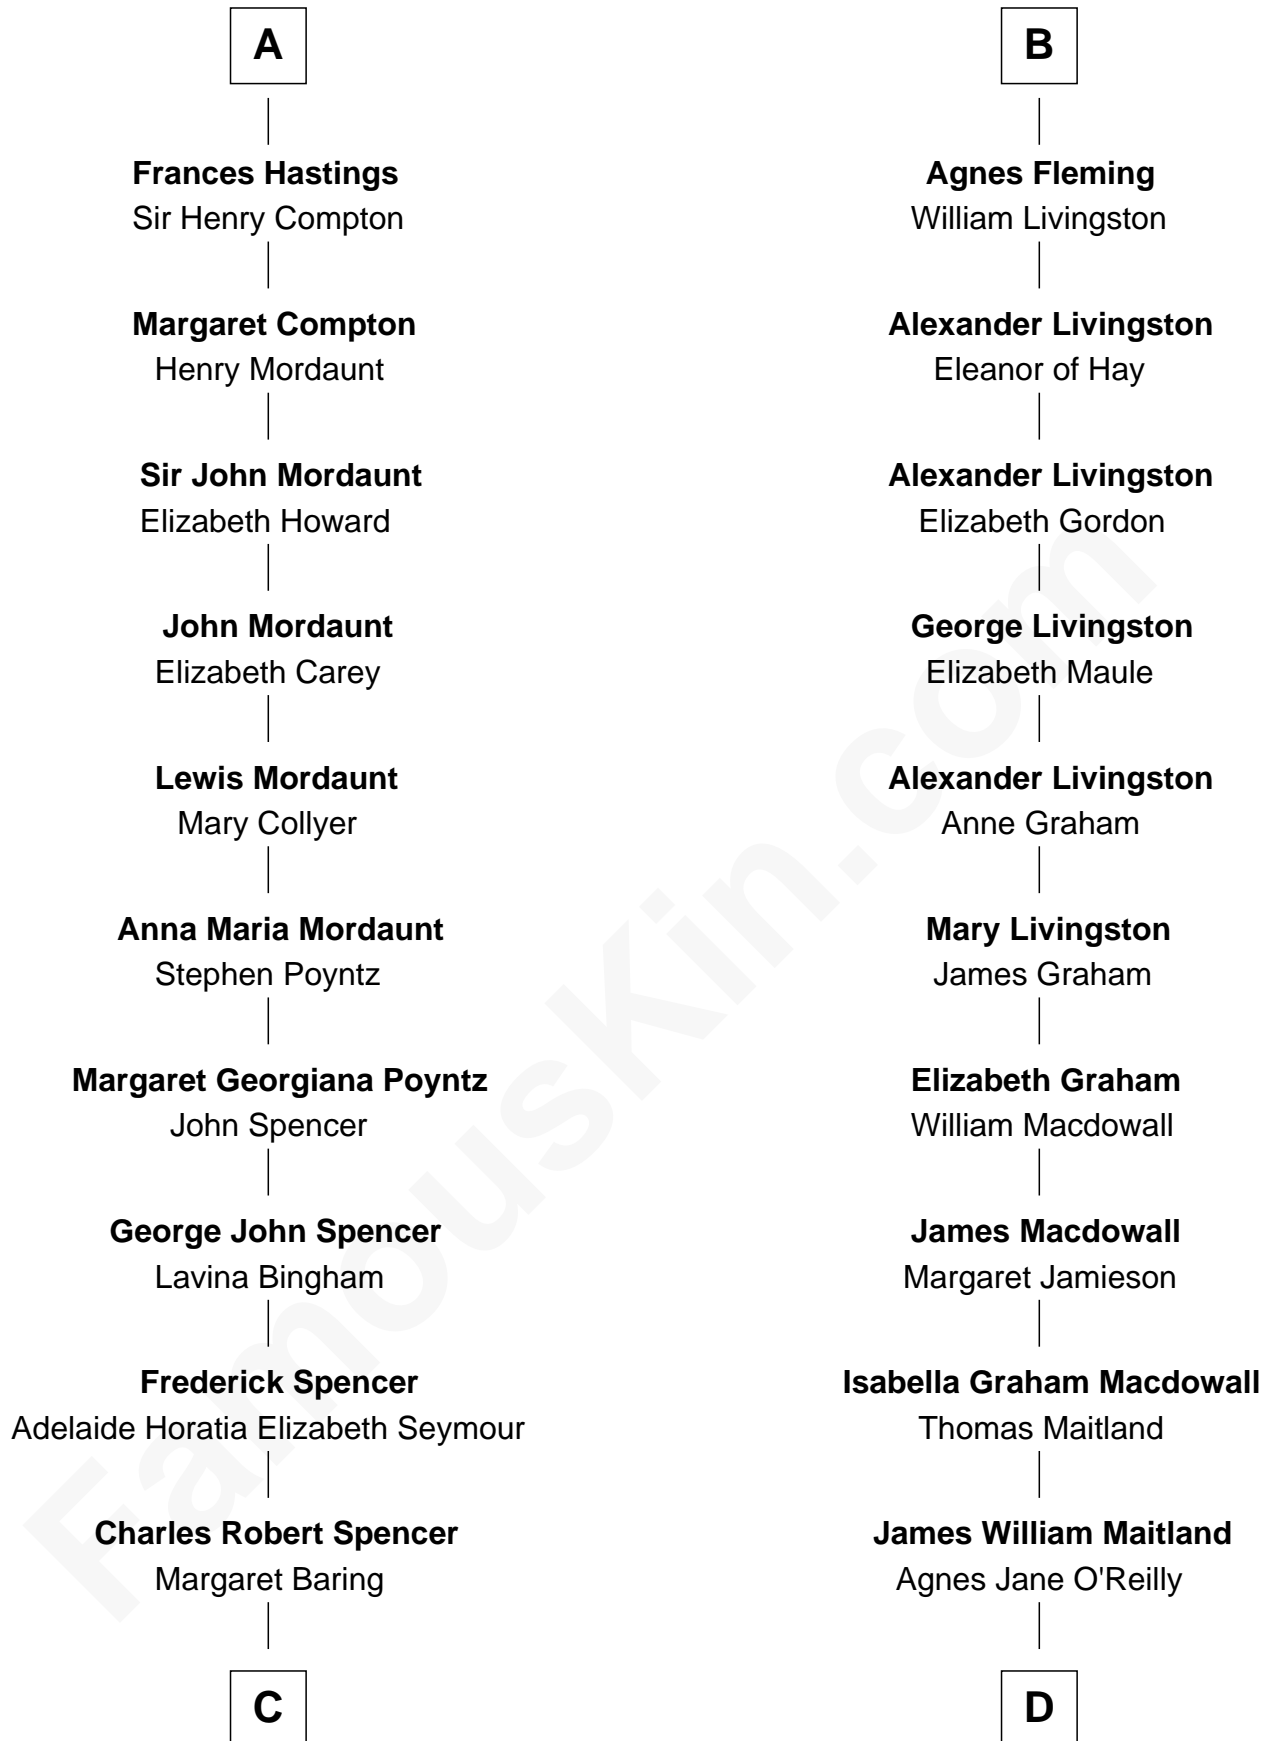 A
Frances Hastings
Sir Henry Compton
Margaret Compton
Henry Mordaunt
Sir John Mordaunt
Elizabeth Howard
John Mordaunt
Elizabeth Carey
Lewis Mordaunt
Mary Collyer
Anna Maria Mordaunt
Stephen Poyntz
Margaret Georgiana Poyntz
John Spencer
George John Spencer
Lavina Bingham
Frederick Spencer
Adelaide Horatia Elizabeth Seymour
Charles Robert Spencer
Margaret Baring
C
B
Agnes Fleming
William Livingston
Alexander Livingston
Eleanor of Hay
Alexander Livingston
Elizabeth Gordon
George Livingston
Elizabeth Maule
Alexander Livingston
Anne Graham
Mary Livingston
James Graham
Elizabeth Graham
William Macdowall
James Macdowall
Margaret Jamieson
Isabella Graham Macdowall
Thomas Maitland
James William Maitland
Agnes Jane O'Reilly
D
FamousKin.com